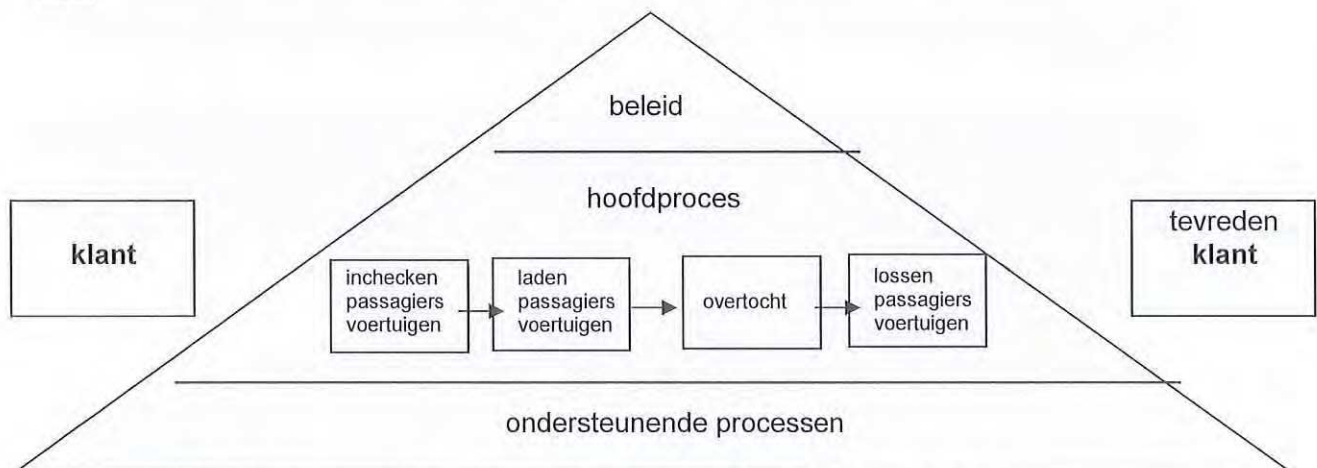 beleid
hoofdproces
klant
tevreden
klant
inchecken
passagiers
voertuigen
laden
passagiers
voertuigen
overtocht
lossen
passagiers
voertuigen
ondersteunende processen